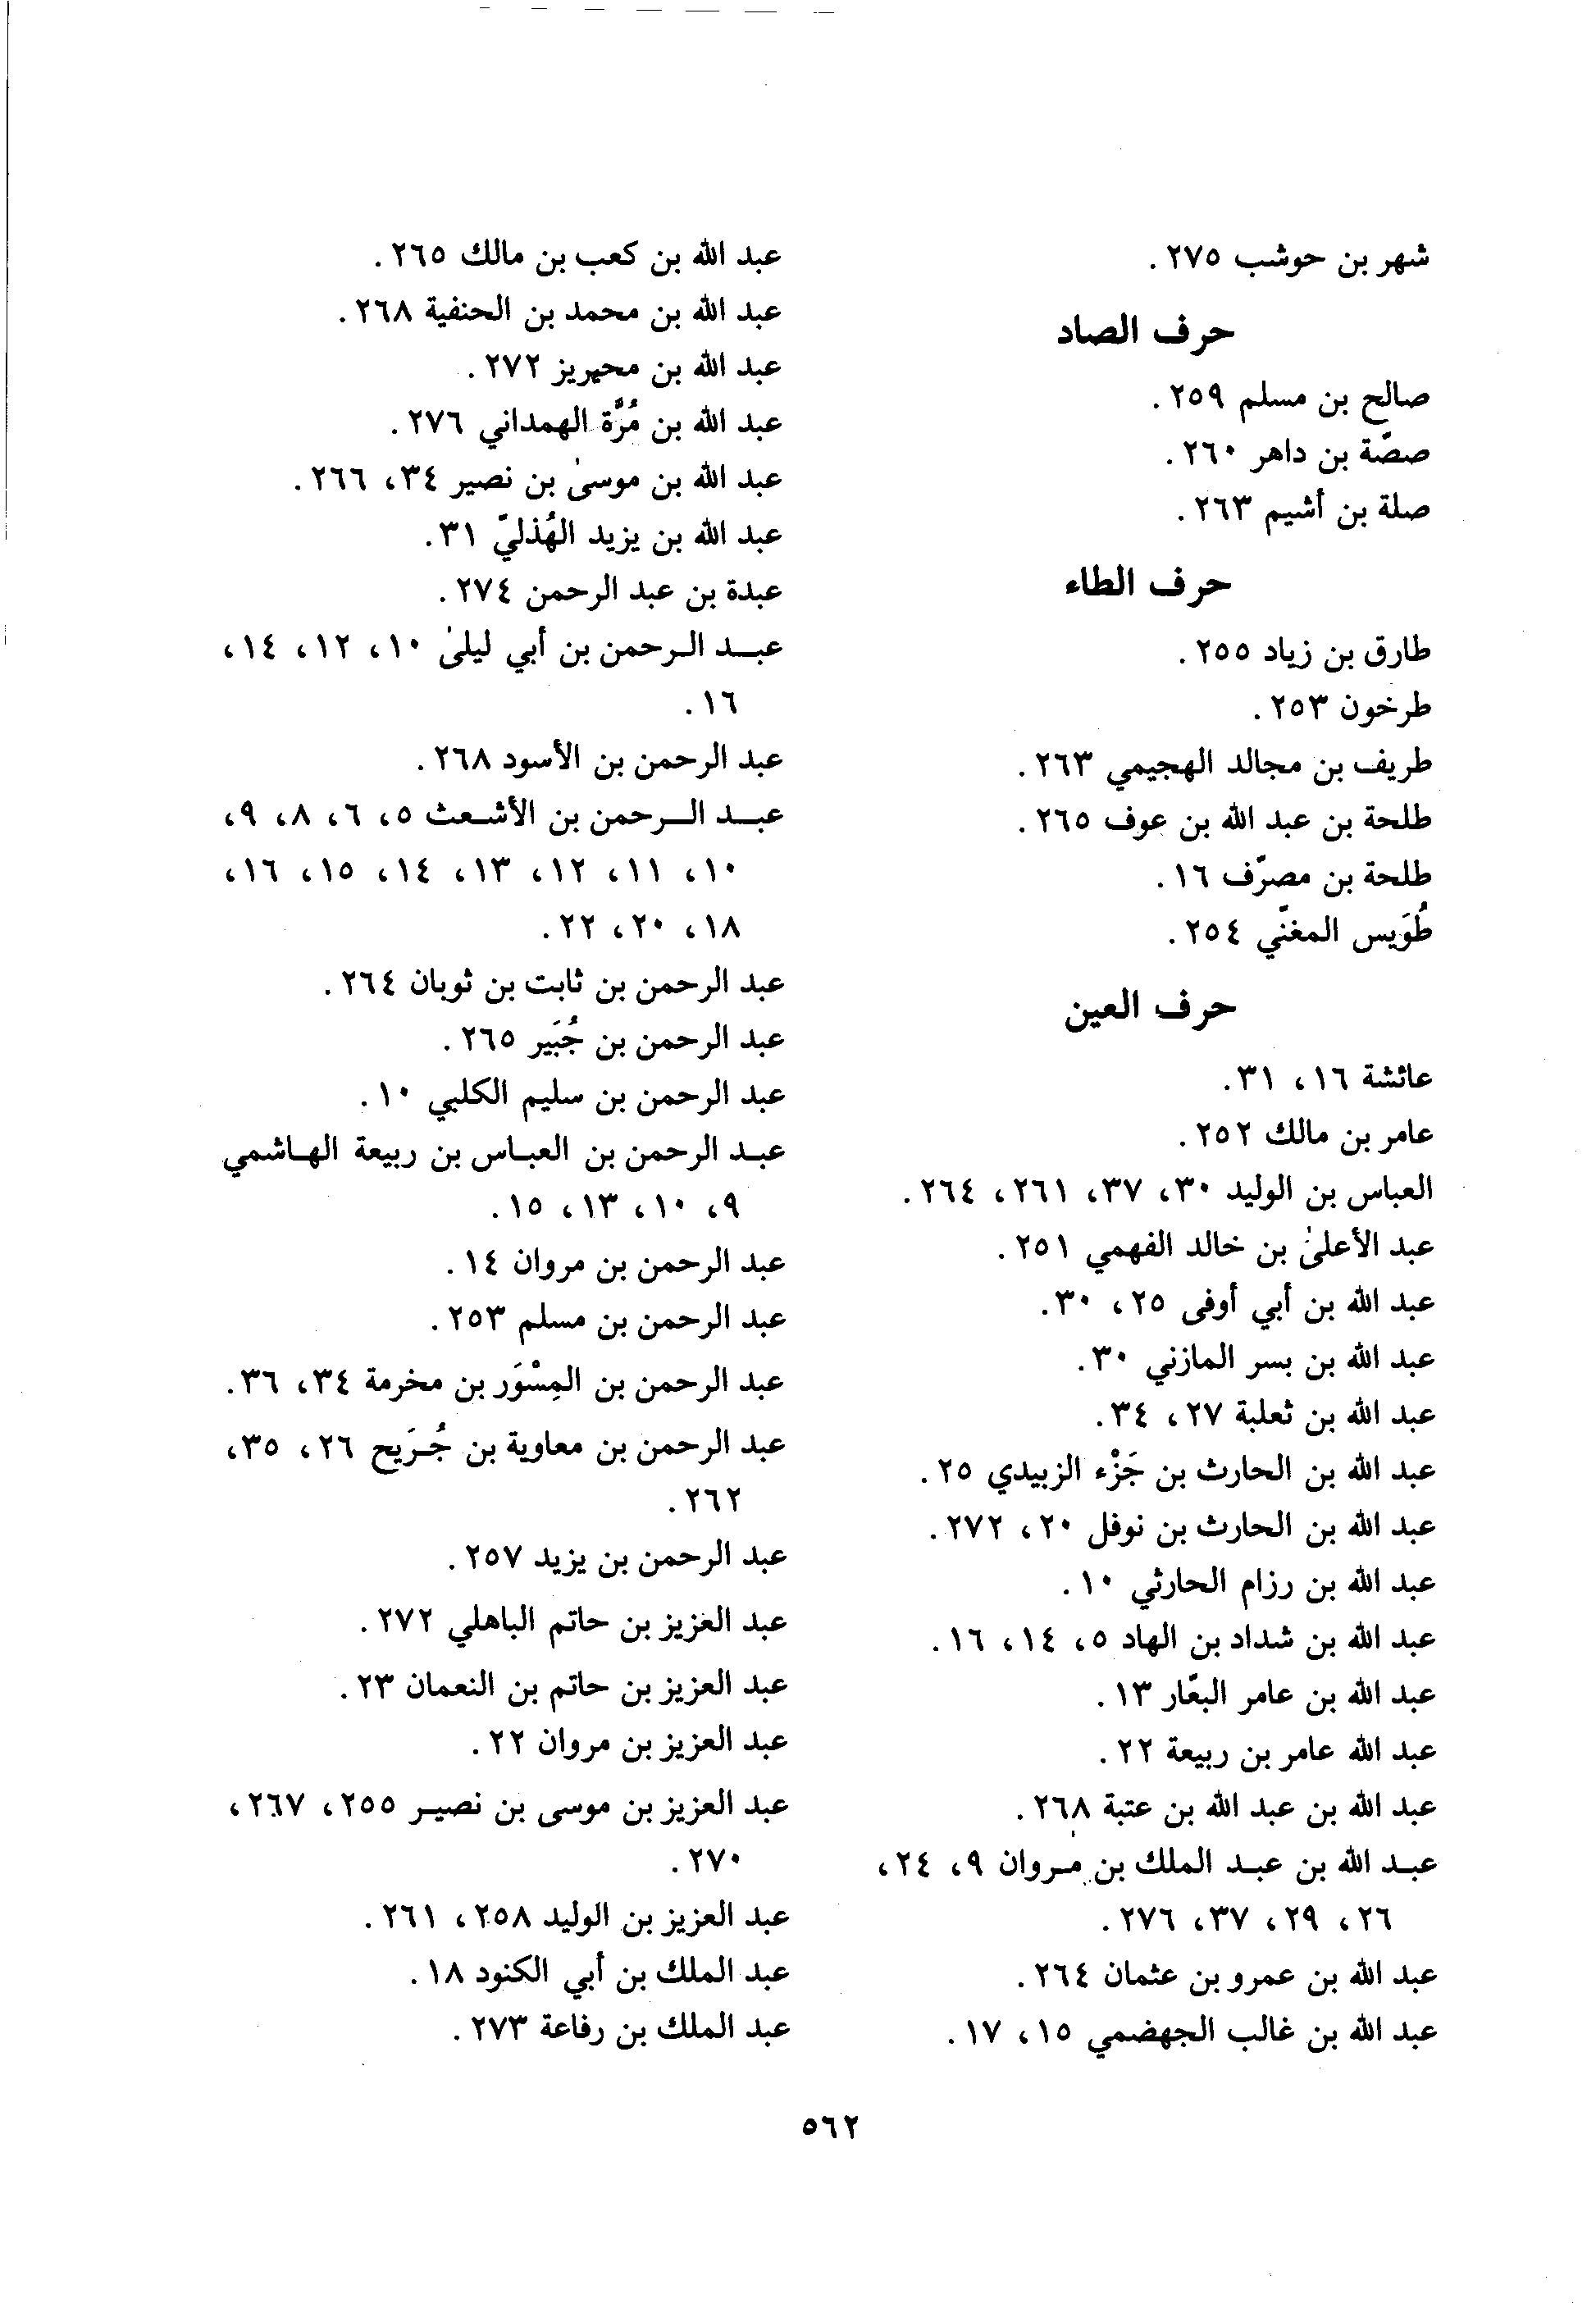 شهر بن حوشب ٢٧٥.
حرف الصاد
صالح بن مسلم ٢٥٩.
صصّة بن داهر ٢٦٠.
صلة بن أشيم ٢٦٣.
حرف الطاء
طارق بن زياد ٢٥٥.
طرخون ٢٥٣.
طريف بن مجالد الهجيمي ٢٦٣.
طلحة بن عبد الله بن عوف ٢٦٥.
طلحة بن مصرّف ١٦.
طُوَيس المغنّي ٢٥٤.
حرف العين
عائشة ١٦، ٣١.
عامر بن مالك ٢٥٢.
العباس بن الوليد ٣٠، ٣٧، ٢٦١، ٢٦٤.
عبد الأعلىٰ بن خالد الفهمي ٢٥١.
عبد الله بن أبي أوفى ٢٥، ٣٠.
عبد الله بن بسر المازني ٣٠.
عبد الله بن ثعلبة ٢٧، ٣٤.
عبد الله بن الحارث بن جَزْء الزبيدي ٢٥.
عبد الله بن الحارث بن نوفل ٢٠، ٢٧٢.
عبد الله بن رزام الحارثي ١٠.
عبد الله بن شداد بن الهاد ٥، ١٤، ١٦.
عبد الله بن عامر البعّار ١٣.
عبد الله عامر بن ربيعة ٢٢.
عبد الله بن عبد الله بن عتبة ٢٦٨.
عبد الله بن عبد الملك بن مروان ٩، ٢٤،
٢٦، ٢٩، ٣٧، ٢٧٦.
عبد الله بن عمرو بن عثمان ٢٦٤.
عبد الله بن غالب الجهضمي ١٥، ١٧.
عبد الله بن كعب بن مالك ٢٦٥.
عبد الله بن محمد بن الحنفية ٢٦٨.
عبد الله بن محيريز ٢٧٢.
عبد الله بن مُرَّة الهمداني ٢٧٦.
عبد الله بن موسىٰ بن نصير ٣٤، ٢٦٦.
عبد الله بن يزيد الهُذليّ ٣١.
عبدة بن عبد الرحمن ٢٧٤.
عبد الرحمن بن أبي ليلىٰ ١٠، ١٢، ١٤،
١٦.
عبد الرحمن بن الأسود ٢٦٨.
عبد الرحمن بن الأشعث ٥، ٦، ٨، ٩،
١٠، ١١، ١٢، ١٣، ١٤، ١٥، ١٦،
١٨، ٢٠، ٢٢.
عبد الرحمن بن ثابت بن ثوبان ٢٦٤.
عبد الرحمن بن جُبَير ٢٦٥.
عبد الرحمن بن سليم الكلبي ١٠.
عبد الرحمن بن العباس بن ربيعة الهاشمي
٩، ١٠، ١٣، ١٥.
عبد الرحمن بن مروان ١٤.
عبد الرحمن بن مسلم ٢٥٣.
عبد الرحمن بن المِسْوَر بن مخرمة ٣٤، ٣٦.
عبد الرحمن بن معاوية بن جُرَيح ٢٦، ٣٥،
٢٦٢.
عبد الرحمن بن يزيد ٢٥٧.
عبد العزيز بن حاتم الباهلي ٢٧٢.
عبد العزيز بن حاتم بن النعمان ٢٣.
عبد العزيز بن مروان ٢٢.
عبد العزيز بن موسى بن نصير ٢٥٥، ٢٦٧،
٢٧٠.
عبد العزيز بن الوليد ٢٥٨، ٢٦١.
عبد الملك بن أبي الكنود ١٨.
عبد الملك بن رفاعة ٢٧٣.
٥٦٢